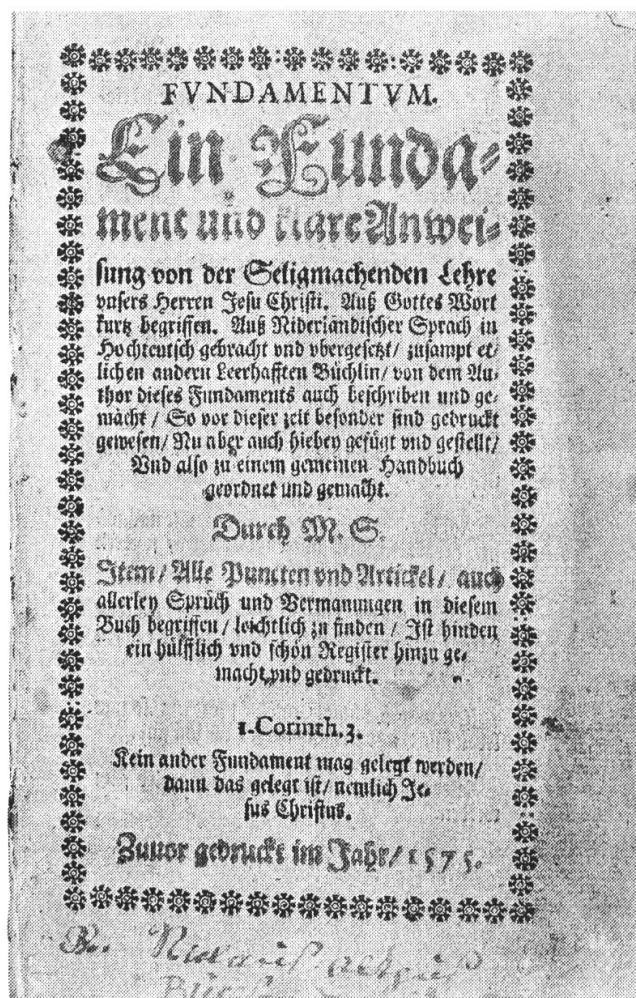 FVNDAMENTVM.
Ein Funda⸗
ment und klare Anwei⸗
sung von der Seligmachenden Lehre
vnsers Herren Jesu Christi. Auß Gottes Wort
kurtz begriffen. Auß Niderländischer Sprach in
Hochteutsch gebracht vnd vbergesetzt/ zusampt et⸗
lichen andern Leerhafften Büchlin/ von dem Au⸗
thor dieses Fundaments auch beschriben und ge⸗
macht/ So vor dieser zeit besonder sind gedruckt
gewesen/ Nu aber auch hiebey gefügt vnd gestellt/
Vnd also zu einem gemeinen Handbuch
geordnet und gemacht.
Durch M. S.
Item/ Alle Puncten vnd Artickel/ auch
allerley Sprüch und Vermanungen in diesem
Buch begriffen/ leichtlich zu finden/ Ist hinden
ein hülfflich vnd schön Register hinzu ge⸗
macht, vnd gedruckt.
1. Corinth. 3.
Kein ander Fundament mag gelegt werden/
dann das gelegt ist/ nemlich Je⸗
sus Christus.
Zuuor gedruckt im Jahr/ 1575.